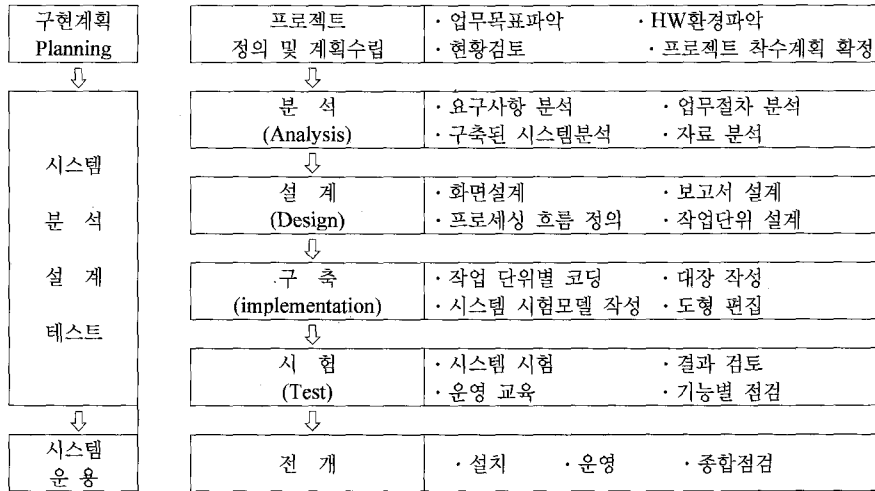 구현계획
Planning
프로젝트
정의 및 계획수립
· 업무목표파악 · HW환경파악
· 현황검토 · 프로젝트 착수계획 확정
시스템
분 석
설 계
테스트
분 석
(Analysis)
· 요구사항 분석 · 업무절차 분석
· 구축된 시스템분석 · 자료 분석
설 계
(Design)
· 화면설계 · 보고서 설계
· 프로세싱 흐름 정의 · 작업단위 설계
구 축
(implementation)
· 작업 단위별 코딩 · 대장 작성
· 시스템 시험모델 작성 · 도형 편집
시 험
(Test)
· 시스템 시험 · 결과 검토
· 운영 교육 · 기능별 점검
시스템
운 용
전 개
· 설치 · 운영 · 종합점검